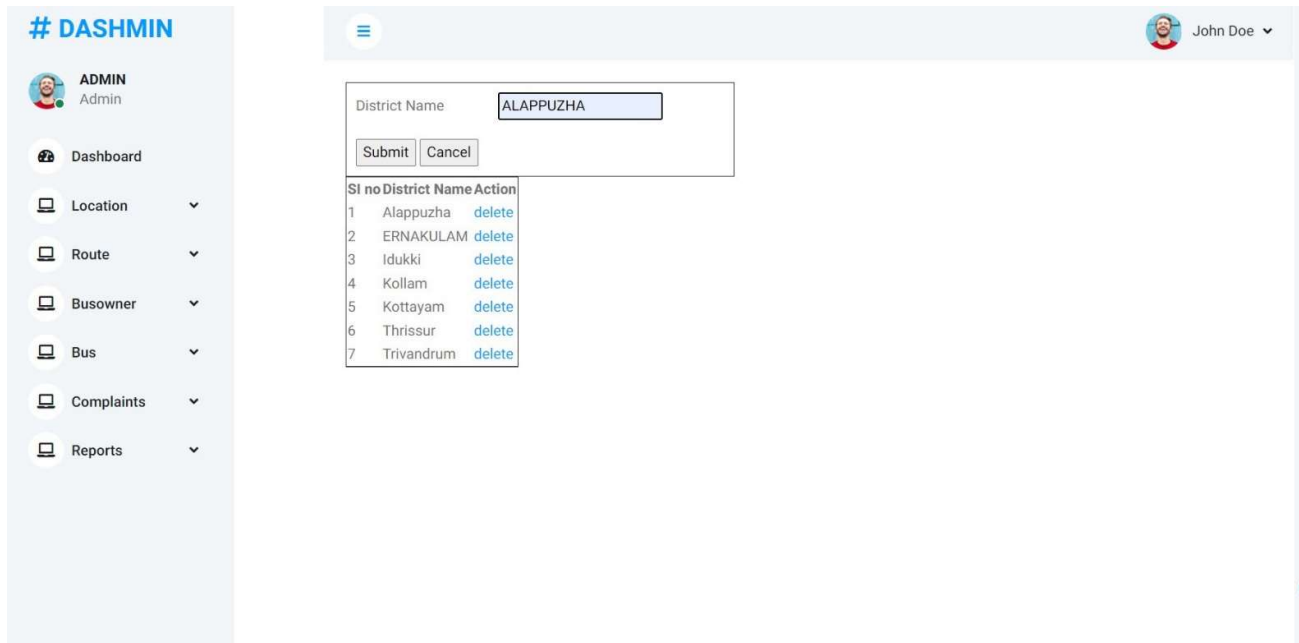 # DASHMIN
ADMIN
Admin
Dashboard
Location
Route
Busowner
Bus
Complaints
Reports
John Doe
District Name ALAPPUZHA
Submit Cancel
SI no District Name Action
1 Alappuzha delete
2 ERNAKULAM delete
3 Idukki delete
4 Kollam delete
5 Kottayam delete
6 Thrissur delete
7 Trivandrum delete